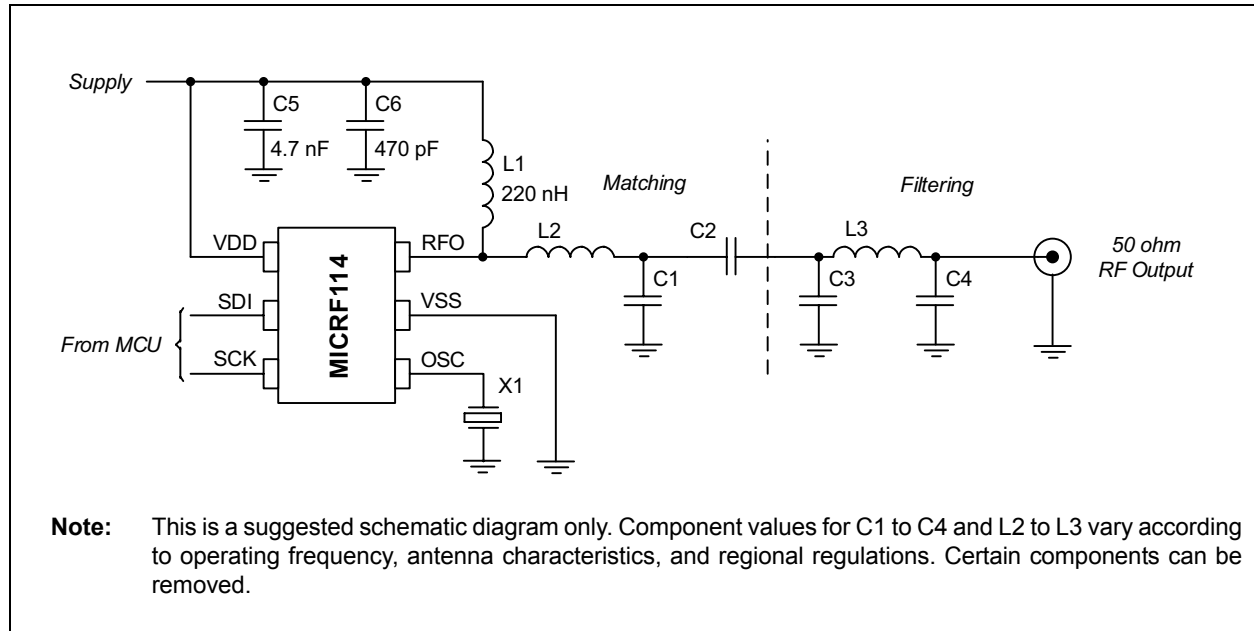 Supply
C5
C6
4.7 nF
470 pF
L1
220 nH
Matching
Filtering
L2
C2
L3
50 ohm
RF Output
C1
C3
C4
VDD
RFO
SDI
VSS
From MCU
SCK
OSC
MICRF114
X1
Note: This is a suggested schematic diagram only. Component values for C1 to C4 and L2 to L3 vary according
to operating frequency, antenna characteristics, and regional regulations. Certain components can be
removed.